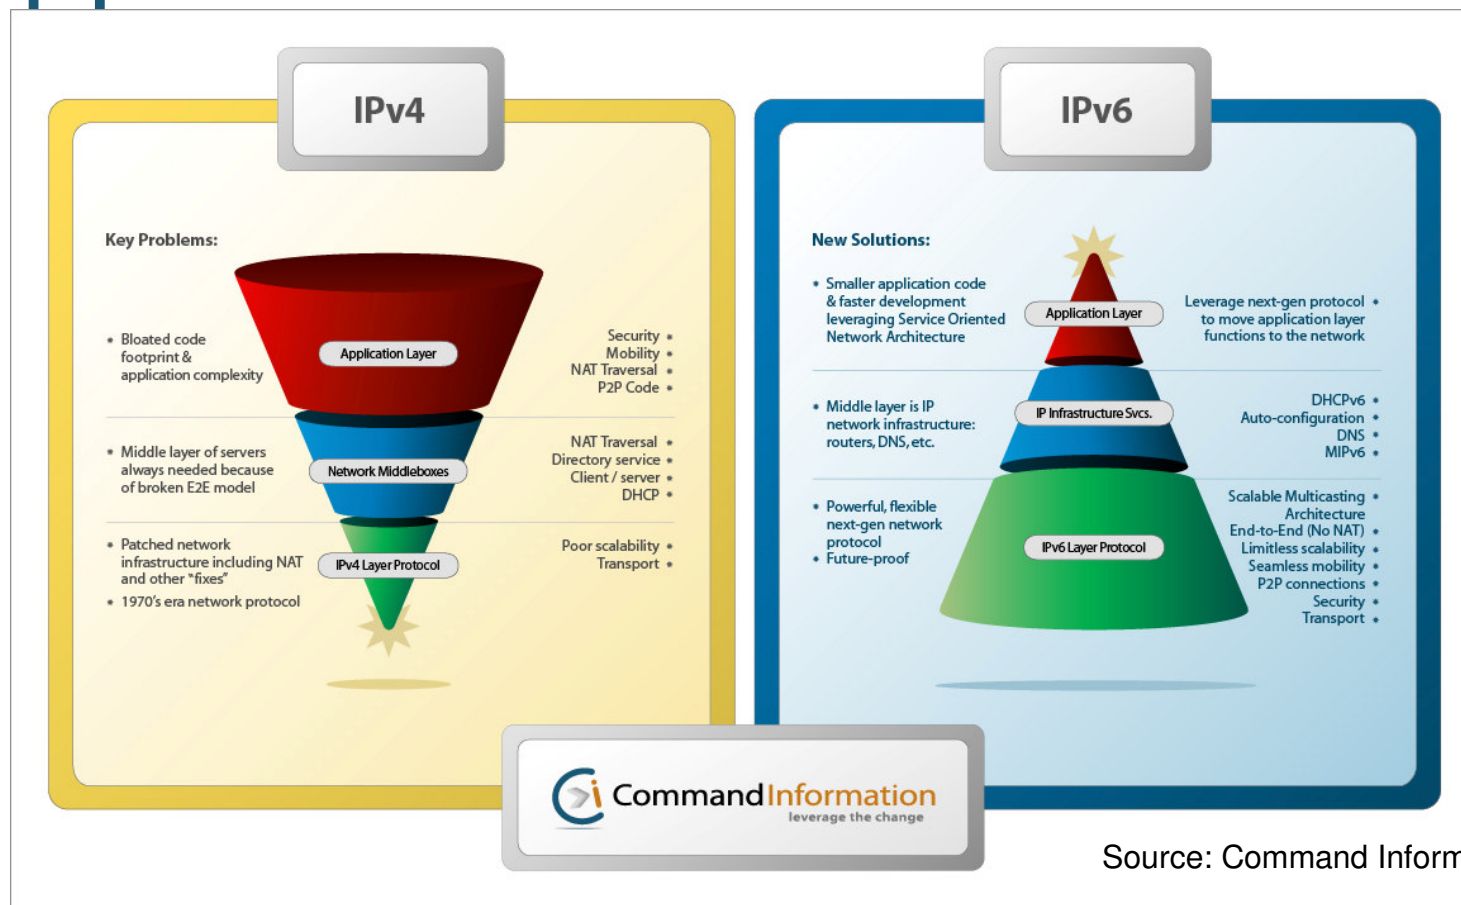 IPv4
Key Problems:
• Bloated code
footprint &
application complexity
Application Layer
Security •
Mobility •
NAT Traversal •
P2P Code •
• Middle layer of servers
always needed because
of broken E2E model
Network Middleboxes
NAT Traversal •
Directory service •
Client / server •
DHCP •
• Patched network
infrastructure including NAT
and other "fixes"
• 1970's era network protocol
IPv4 Layer Protocol
Poor scalability •
Transport •
IPv6
New Solutions:
• Smaller application code
& faster development
leveraging Service Oriented
Network Architecture
Application Layer
Leverage next-gen protocol •
to move application layer
functions to the network
• Middle layer is IP
network infrastructure:
routers, DNS, etc.
IP Infrastructure Svcs.
DHCPv6 •
Auto-configuration •
DNS •
MIPv6 •
• Powerful, flexible
next-gen network
protocol
• Future-proof
IPv6 Layer Protocol
Scalable Multicasting •
Architecture
End-to-End (No NAT) •
Limitless scalability •
Seamless mobility •
P2P connections •
Security •
Transport •
Command Information
leverage the change
Source: Command Inform